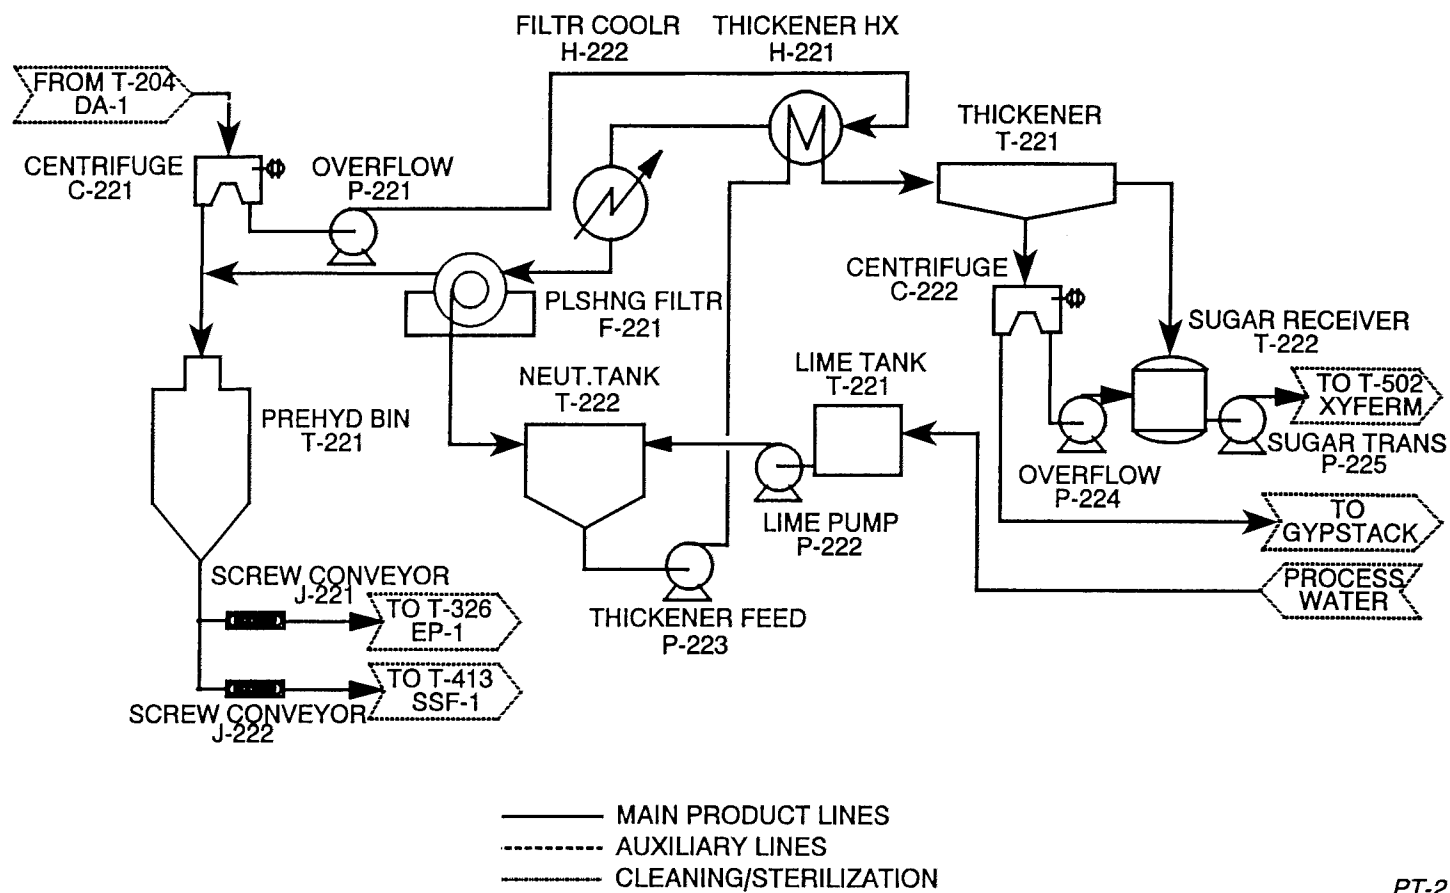 FILTR COOLR
H-222
THICKENER HX
H-221
FROM T-204
DA-1
THICKENER
T-221
CENTRIFUGE
C-221
OVERFLOW
P-221
CENTRIFUGE
C-222
PLSHNG FILTR
F-221
SUGAR RECEIVER
T-222
LIME TANK
T-221
NEUT.TANK
T-222
TO T-502
XYFERM
PREHYD BIN
T-221
SUGAR TRANS
P-225
OVERFLOW
P-224
LIME PUMP
P-222
TO
GYPSTACK
SCREW CONVEYOR
J-221
PROCESS
WATER
TO T-326
EP-1
THICKENER FEED
P-223
TO T-413
SSF-1
SCREW CONVEYOR
J-222
MAIN PRODUCT LINES
AUXILIARY LINES
CLEANING/STERILIZATION
PT-2